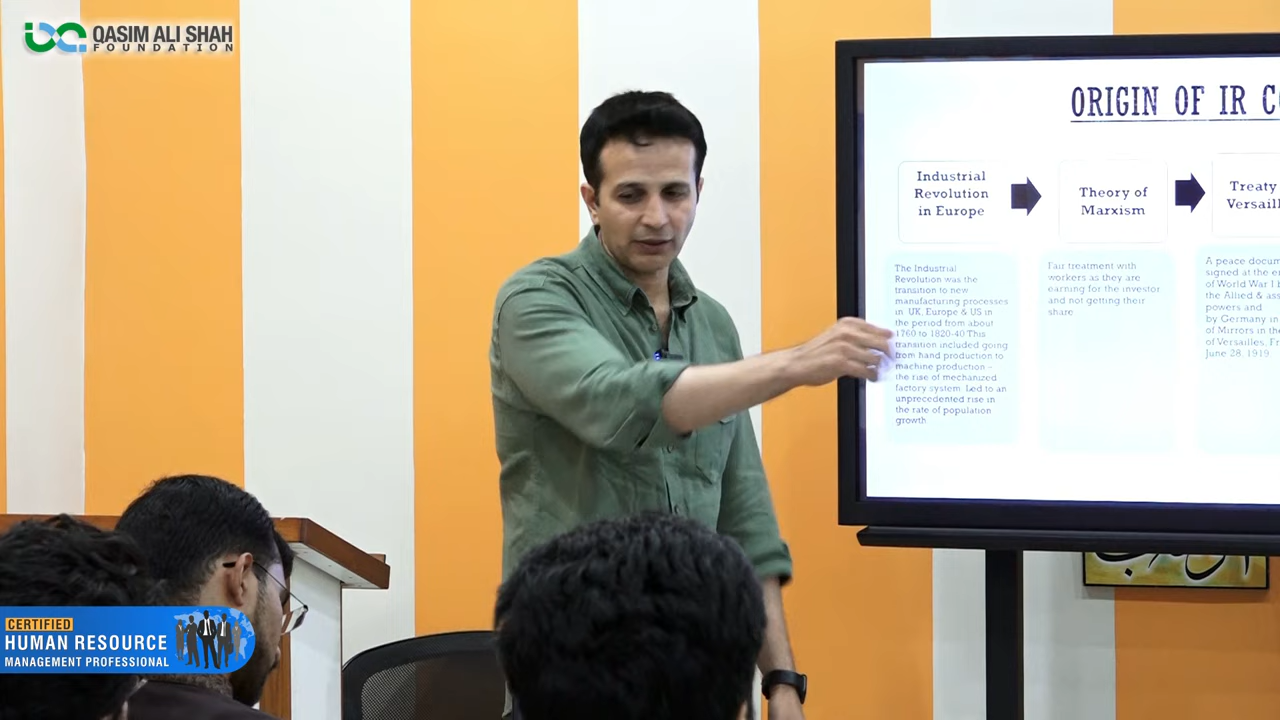 QASIM ALI SHAH
FOUNDATION
ORIGIN OF IR
Industrial
Revolution
in Europe
Theory of
Marxism
Treaty
The Industrial
Revolution was the
transition to new
manufacturing processes
in UK, Europe & US in
the period from about
1760 to 1820-40 This
transition included going
from hand production to
machine production –
the rise of mechanized
factory system. Led to an
unprecedented rise in
the rate of population
growth
Fair treatment with
workers as they are
earning for the investor
and not getting their
share
A peace
signed at the
of World War I
the Allied &
powers and
by Germany in
of Mirrors in the
of Versailles,
June 28, 1919
CERTIFIED
HUMAN RESOURCE
MANAGEMENT PROFESSIONAL